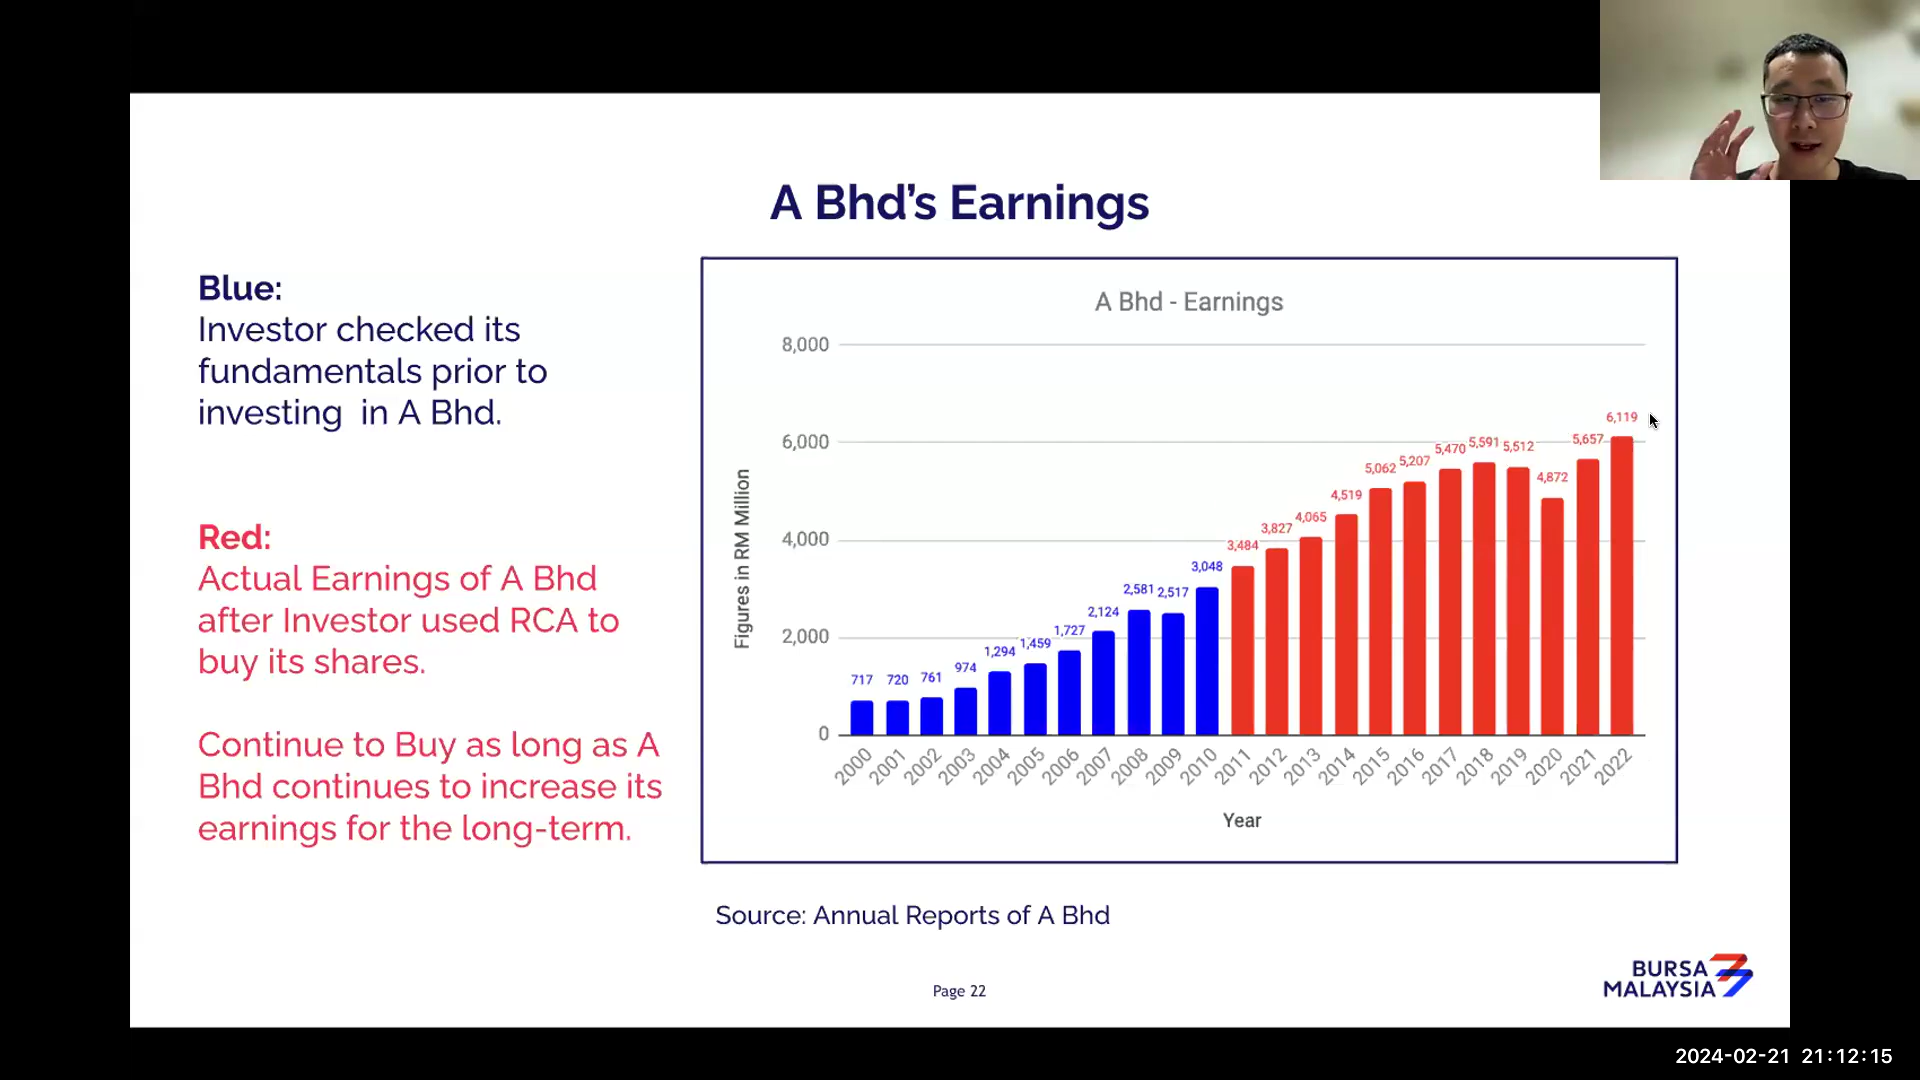 A Bhd’s Earnings
Blue:
Investor checked its
fundamentals prior to
investing in A Bhd.
Red:
Actual Earnings of A Bhd
after Investor used RCA to
buy its shares.
Continue to Buy as long as A
Bhd continues to increase its
earnings for the long-term.
A Bhd - Earnings
Figures in RM Million
8,000
6,000
4,000
2,000
0
717
720
761
974
1,294
1,459
1,727
2,124
2,581
2,517
3,048
3,484
3,827
4,065
4,519
5,062
5,207
5,470
5,591
5,512
4,872
5,657
6,119
2000
2001
2002
2003
2004
2005
2006
2007
2008
2009
2010
2011
2012
2013
2014
2015
2016
2017
2018
2019
2020
2021
2022
Year
Source: Annual Reports of A Bhd
Page 22
BURSA
MALAYSIA
2024-02-21 21:12:15